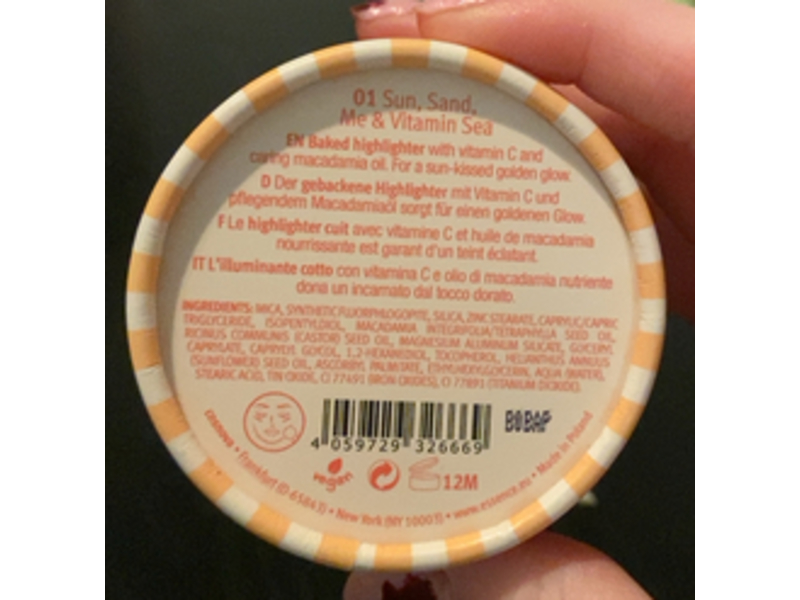 01 Sun, Sand,
Me & Vitamin Sea
EN Baked highlighter with vitamin C and
caring macadamia oil. For a sun-kissed golden glow.
D Der gebackene Highlighter mit Vitamin C und
pflegendem Macadamiaöl sorgt für einen goldenen Glow.
F Le highlighter cuit avec vitamine C et huile de macadamia
nourrissante est garant d'un teint éclatant.
IT L'illuminante cotto con vitamina C e olio di macadamia nutriente
dona un incarnato dal tocco dorato.
INGREDIENTS: MICA, SYNTHETIC FLUORPHLOGOPITE, SILICA, ZINC STEARATE, CAPRYLIC/CAPRIC
TRIGLYCERIDE, ISOPENTYLDIOL, MACADAMIA INTEGRIFOLIA/TETRAPHYLLA SEED OIL,
RICINUS COMMUNIS (CASTOR) SEED OIL, MAGNESIUM ALUMINUM SILICATE, GLYCERYL
CAPRYLATE, CAPRYLYL GLYCOL, 1,2-HEXANEDIOL, TOCOPHEROL, HELIANTHUS ANNUUS
(SUNFLOWER) SEED OIL, ASCORBYL PALMITATE, ETHYLHEXYLGLYCERIN, AQUA (WATER),
STEARIC ACID, TIN OXIDE, CI 77491 (IRON OXIDES), CI 77891 (TITANIUM DIOXIDE).
4 059729 326669
BOBAP
vegan
12M
cosnova • Frankfurt (D-65843) • New York (NY 10003) • www.essence.eu • Made in Poland